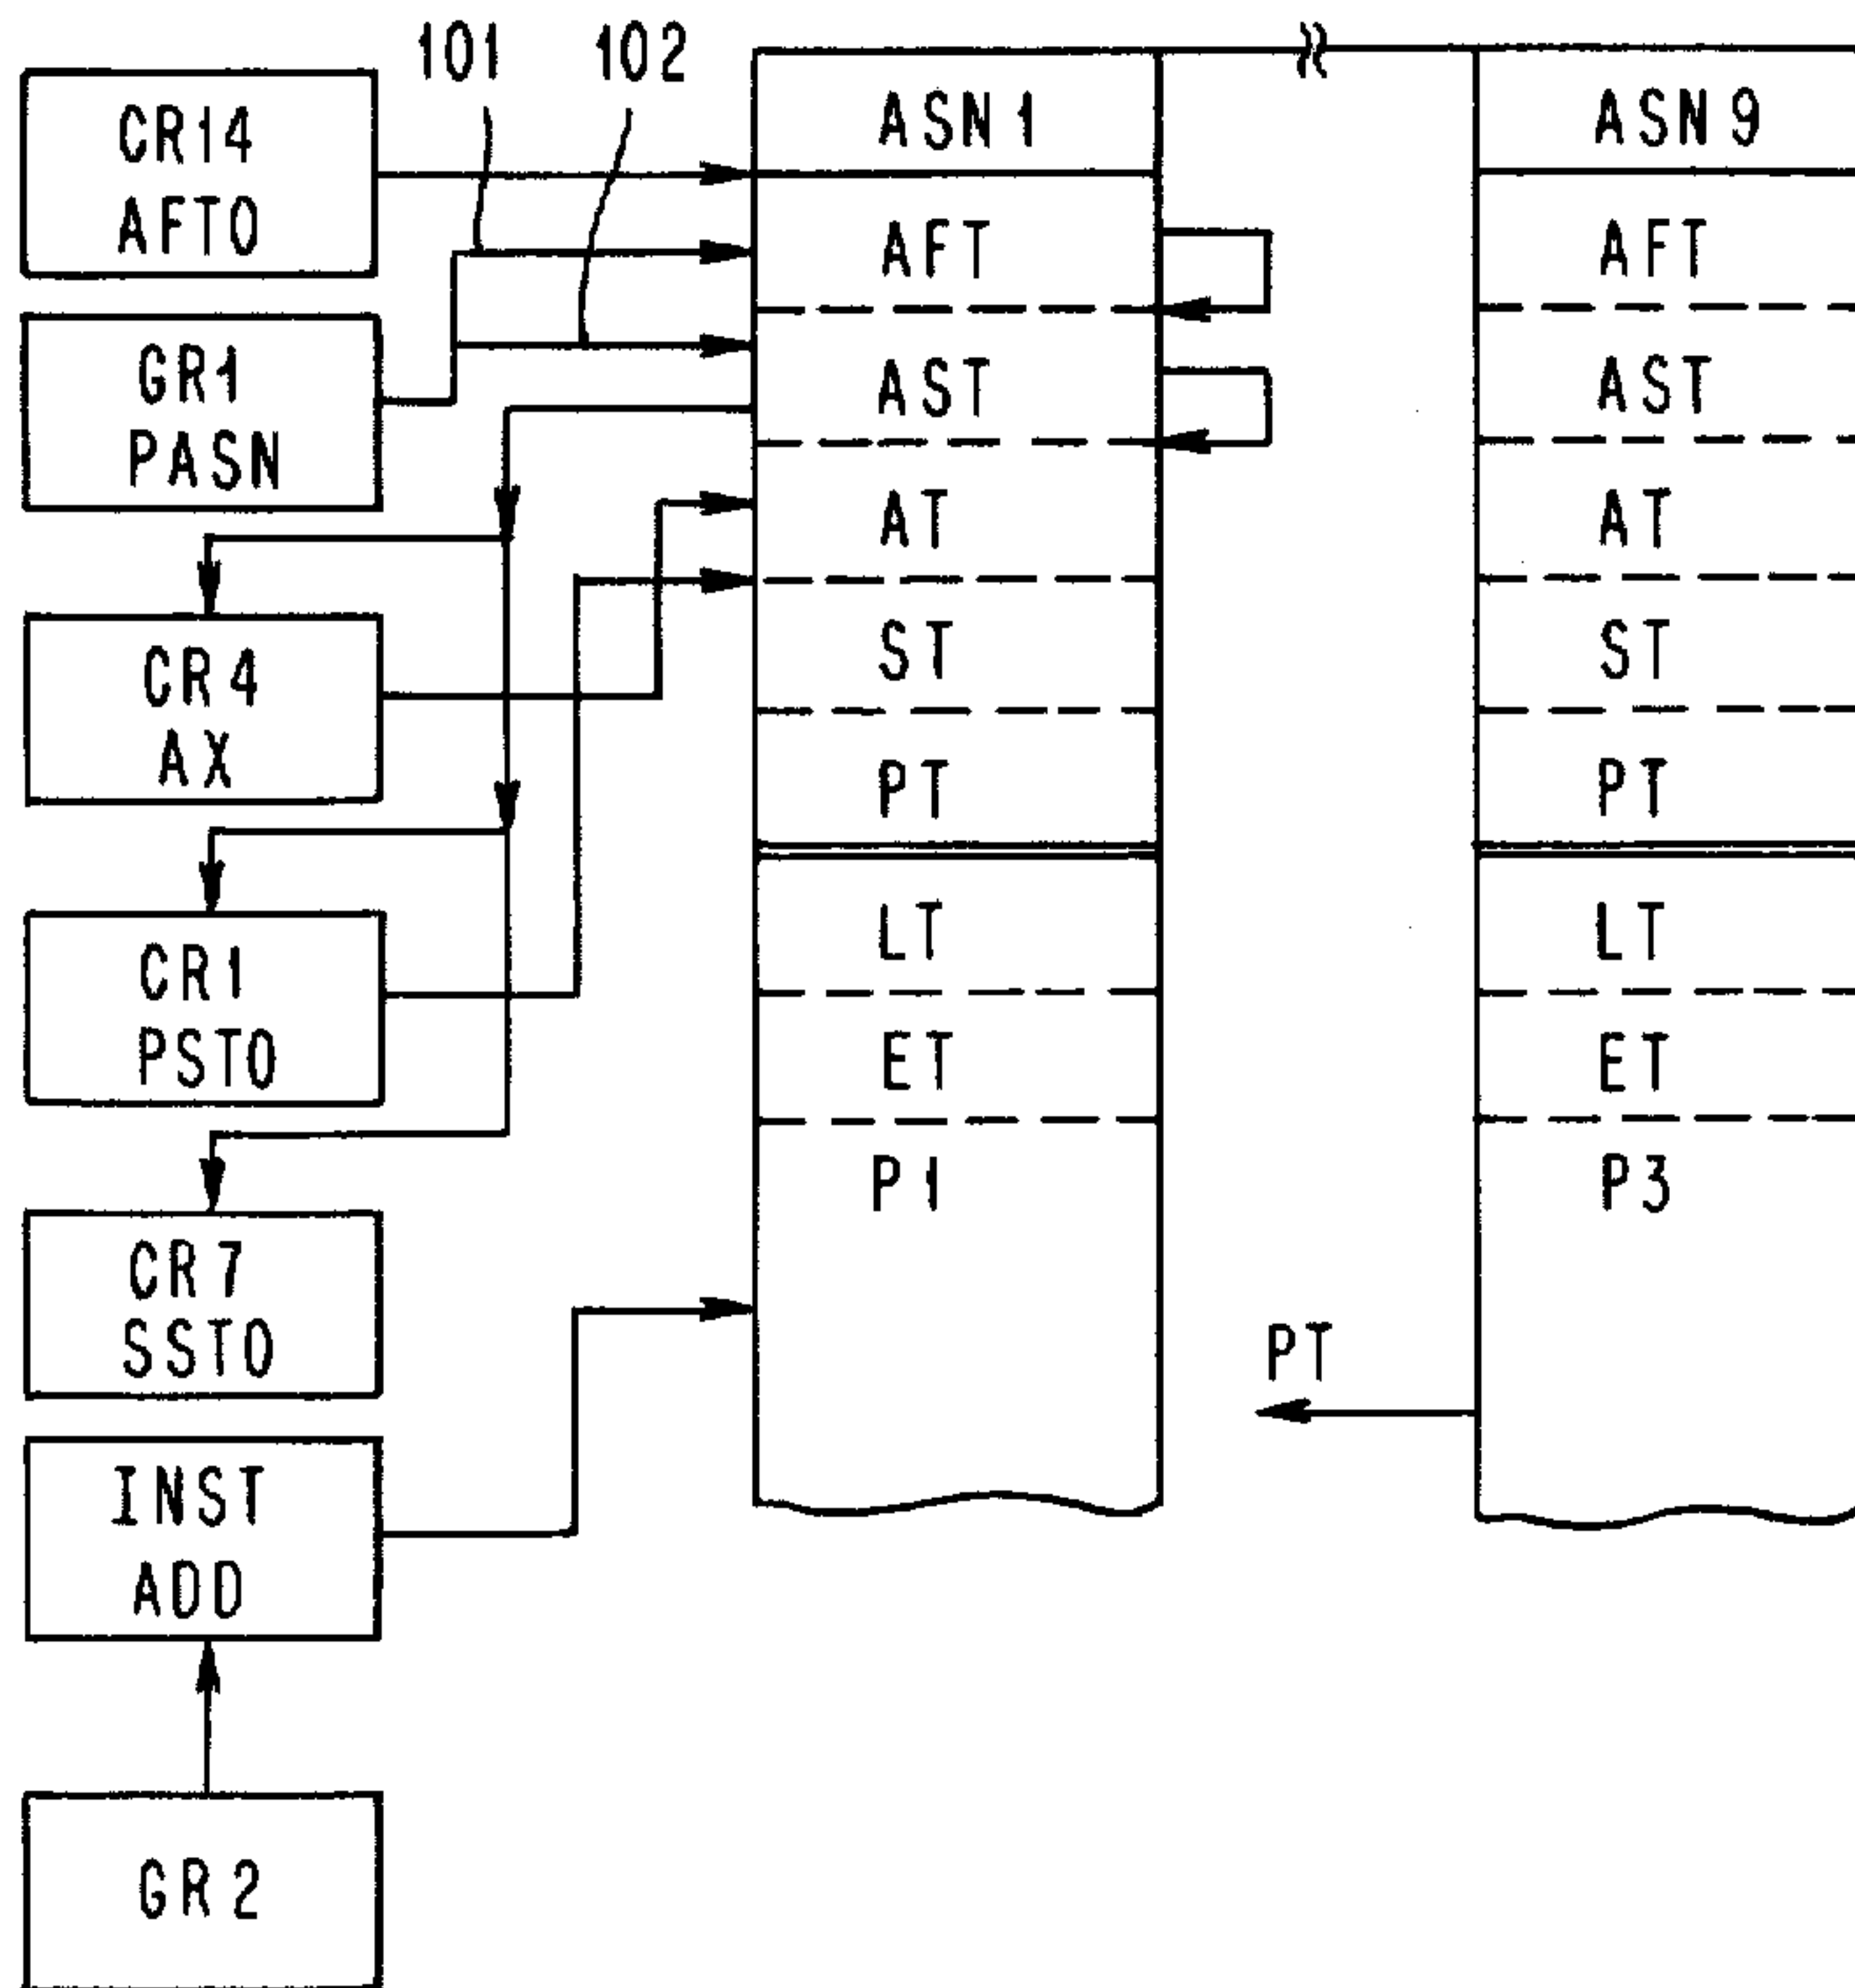 101
102
CR14
AFTO
GR1
PASN
CR4
AX
CR1
PSTO
CR7
SSTO
INST
ADD
GR2
ASN1
AFT
AST
AT
ST
PT
LT
ET
P1
PT
ASN9
AFT
AST
AT
ST
PT
LT
ET
P3